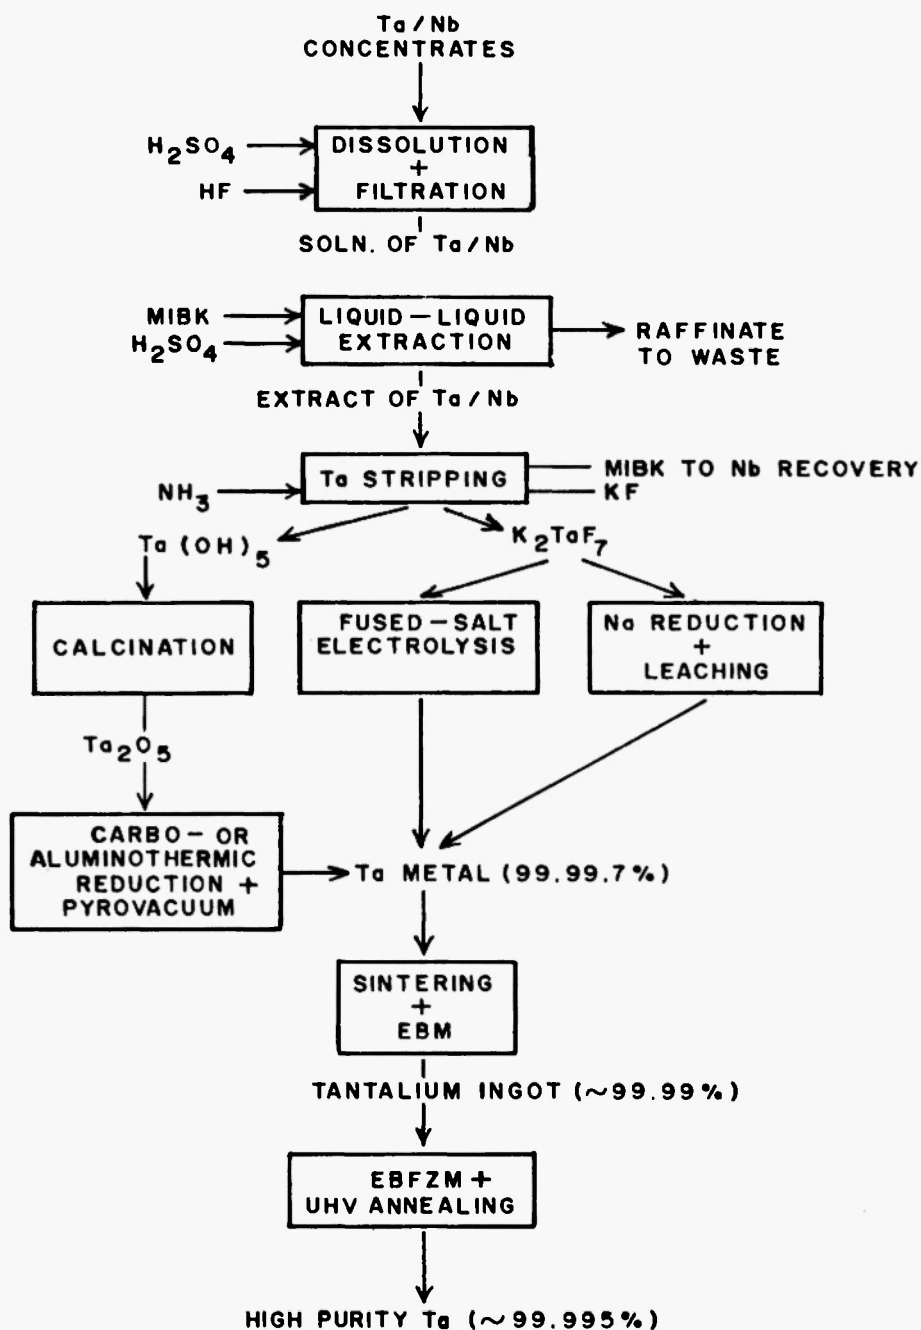 Ta/Nb
CONCENTRATES
H2SO4
HF
DISSOLUTION
+
FILTRATION
SOLN. OF Ta/Nb
MIBK
H2SO4
LIQUID-LIQUID
EXTRACTION
RAFFINATE
TO WASTE
EXTRACT OF Ta/Nb
NH3
Ta STRIPPING
MIBK TO Nb RECOVERY
KF
Ta(OH)5
K2TaF7
CALCINATION
FUSED-SALT
ELECTROLYSIS
Na REDUCTION
+
LEACHING
Ta2O5
CARBO- OR
ALUMINOTHERMIC
REDUCTION +
PYROVACUUM
Ta METAL (99.99.7%)
SINTERING
+
EBM
TANTALIUM INGOT (~99.99%)
EBFZM +
UHV ANNEALING
HIGH PURITY Ta (~99.995%)